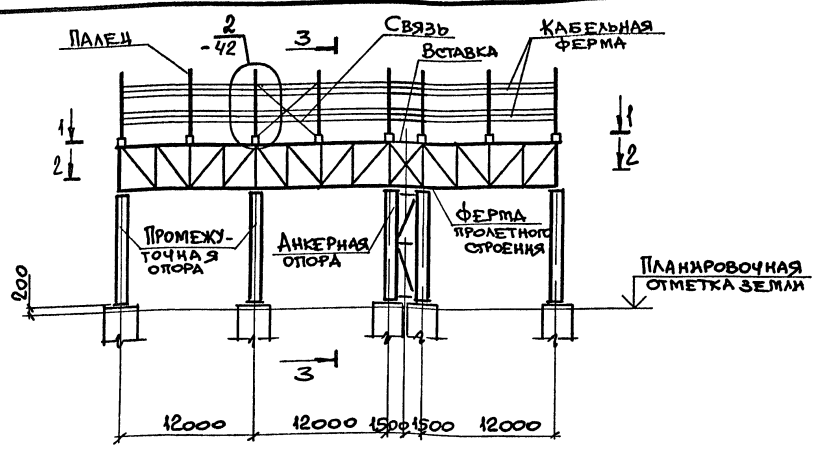 ПАЛЕЦ
2
-42
3
СВЯЗЬ
ВСТАВКА
КАБЕЛЬНАЯ
ФЕРМА
1
1
2
2
ПРОМЕЖУ-
ТОЧНАЯ
ОПОРА
АНКЕРНАЯ
ОПОРА
ФЕРМА
ПРОЛЕТНОГО
СТРОЕНИЯ
ПЛАНИРОВОЧНАЯ
ОТМЕТКА ЗЕМЛИ
200
3
12000
12000
1500
1500
12000